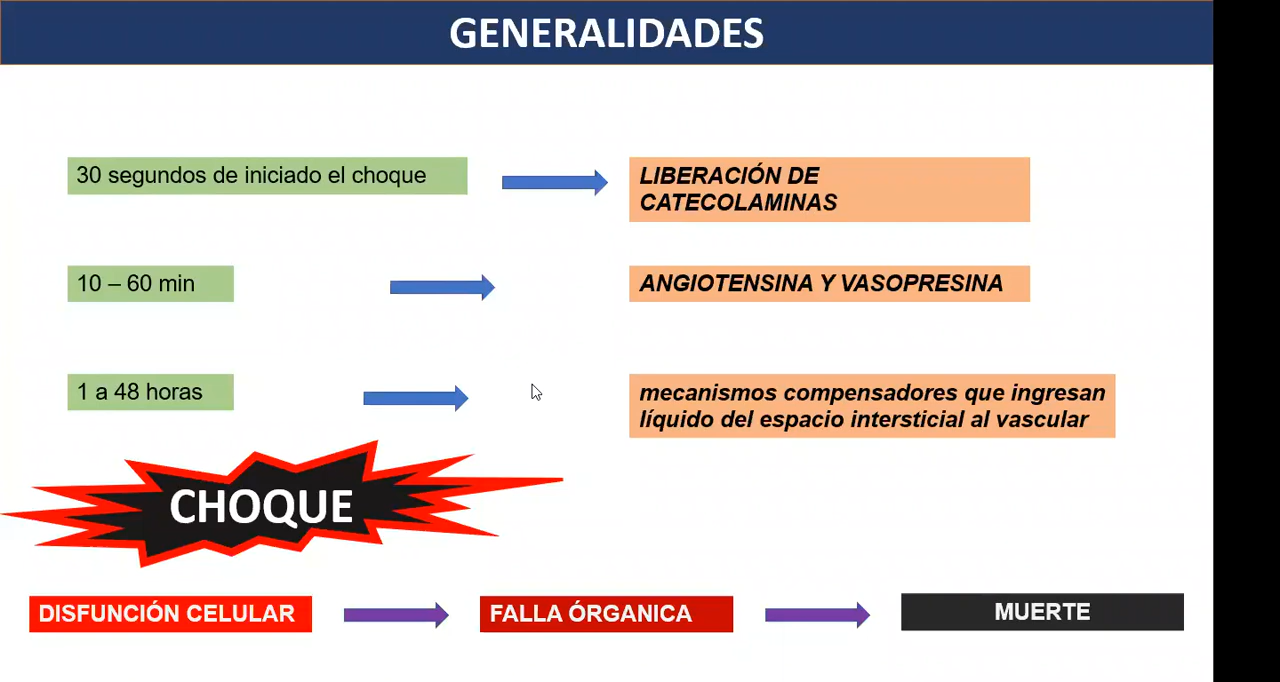 GENERALIDADES
30 segundos de iniciado el choque
LIBERACIÓN DE
CATECOLAMINAS
10 – 60 min
ANGIOTENSINA Y VASOPRESINA
1 a 48 horas
mecanismos compensadores que ingresan
líquido del espacio intersticial al vascular
CHOQUE
DISFUNCIÓN CELULAR
FALLA ÓRGANICA
MUERTE